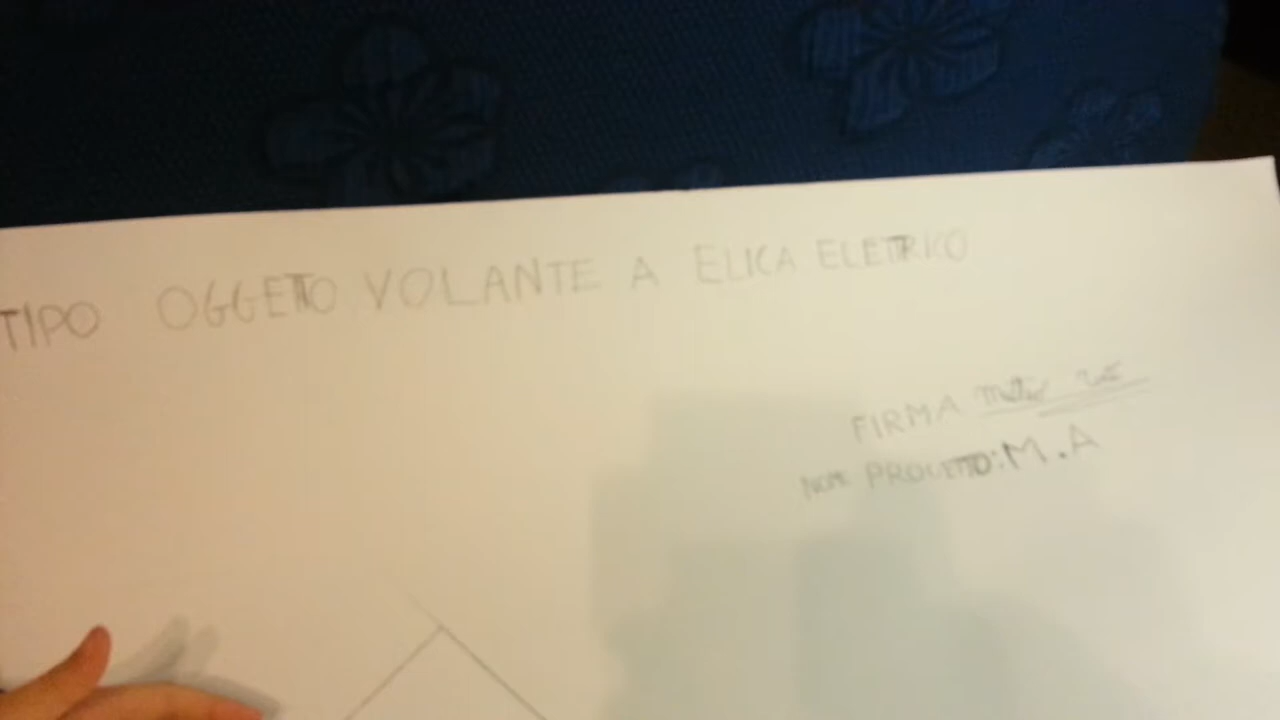 TIPO OGGETTO VOLANTE A ELICA ELETTRICO
FIRMA
NOME PROGETTO: M.A